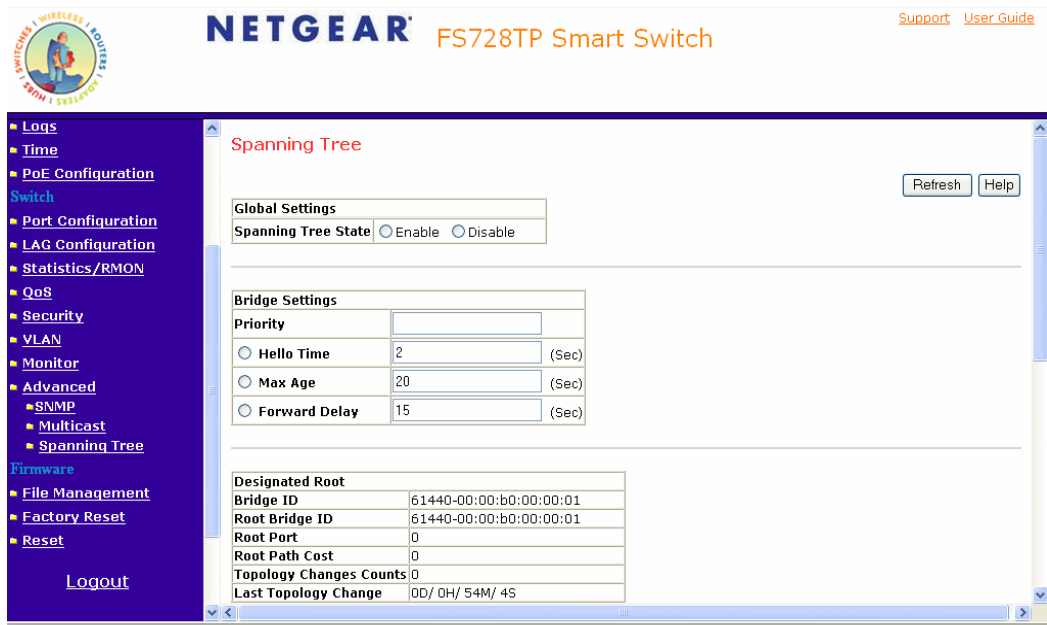 SWITCHES | WIRELESS | ROUTERS | ADAPTERS | HUBS |
NETGEAR
FS728TP Smart Switch
Support User Guide
Logs
Time
PoE Configuration
Switch
Port Configuration
LAG Configuration
Statistics/RMON
QoS
Security
VLAN
Monitor
Advanced
SNMP
Multicast
Spanning Tree
Firmware
File Management
Factory Reset
Reset
Logout
Spanning Tree
Refresh Help
Global Settings
Spanning Tree State Enable Disable
Bridge Settings
Priority
Hello Time 2 (Sec)
Max Age 20 (Sec)
Forward Delay 15 (Sec)
Designated Root
Bridge ID 61440-00:00:b0:00:00:01
Root Bridge ID 61440-00:00:b0:00:00:01
Root Port 0
Root Path Cost 0
Topology Changes Counts 0
Last Topology Change 0D/ 0H/ 54M/ 4S